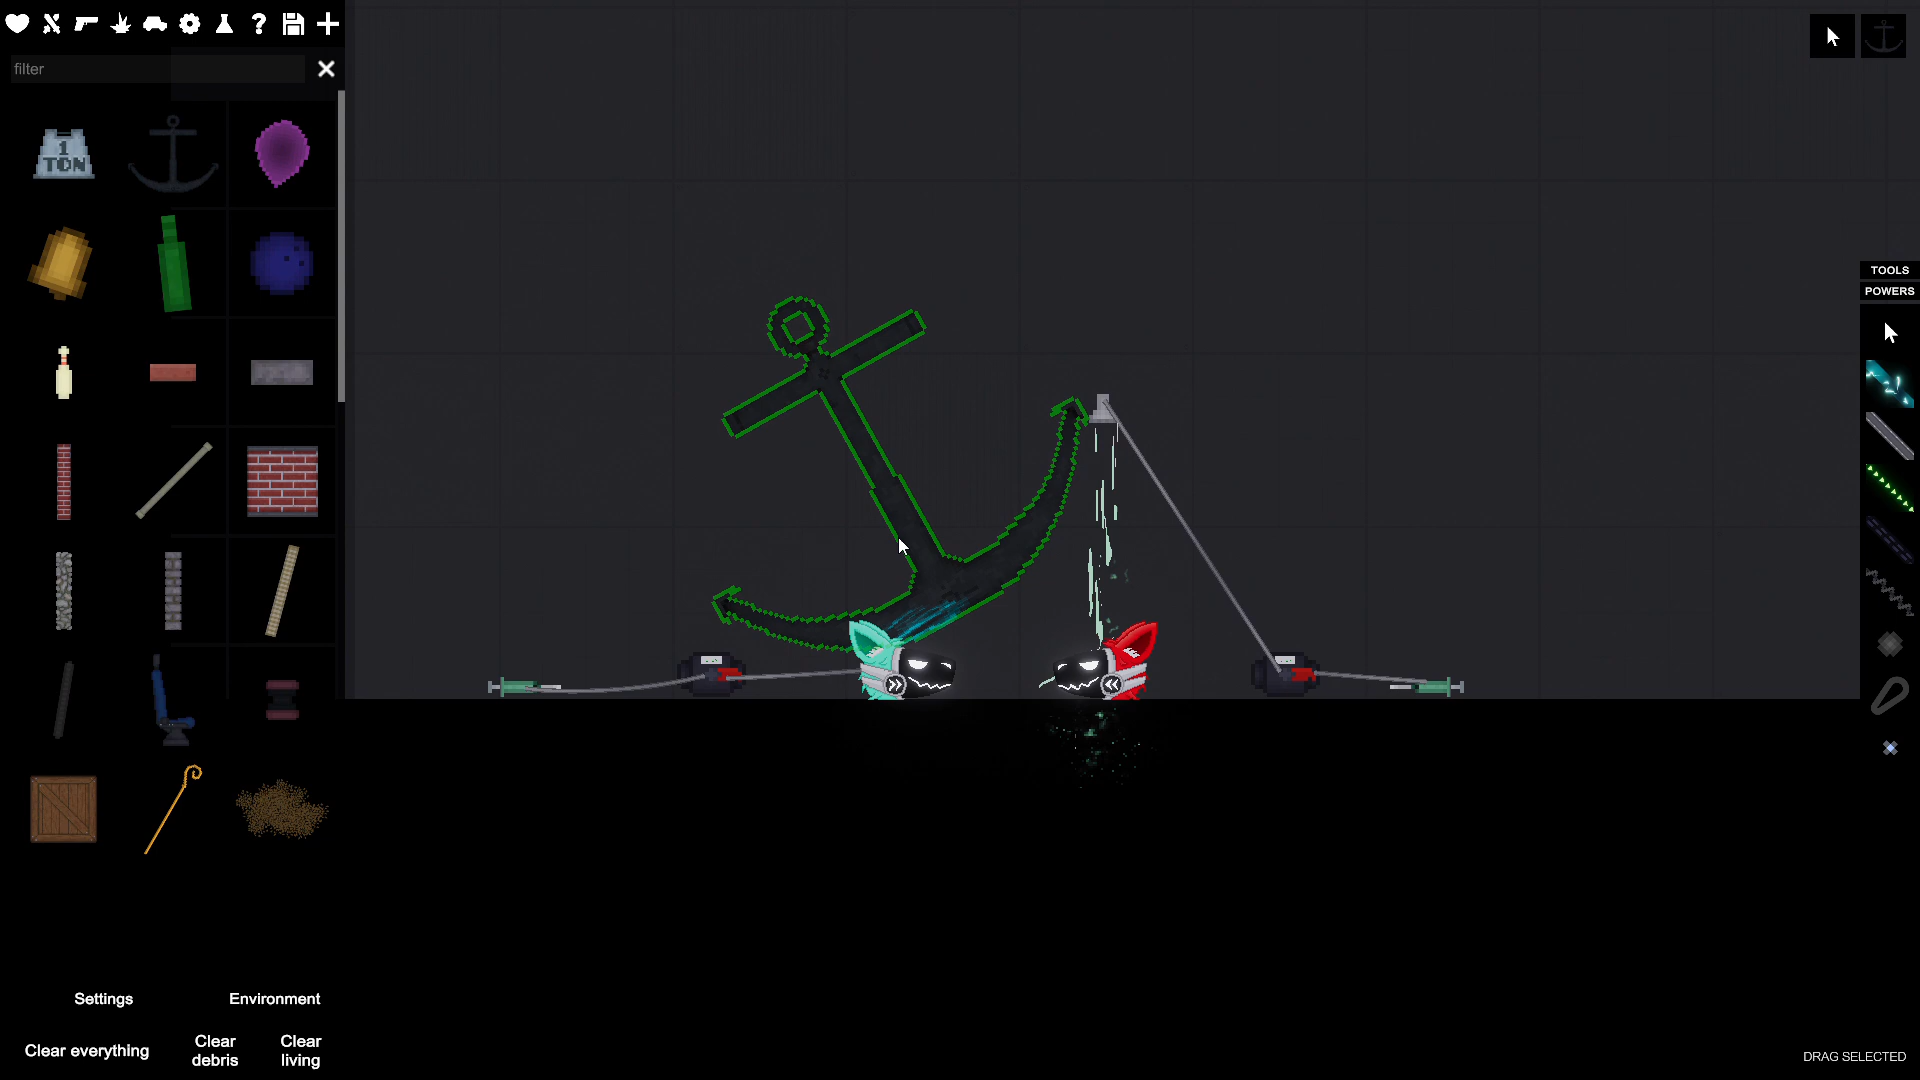 filter
1
TON
TOOLS
POWERS
Settings
Environment
Clear everything
Clear
debris
Clear
living
DRAG SELECTED